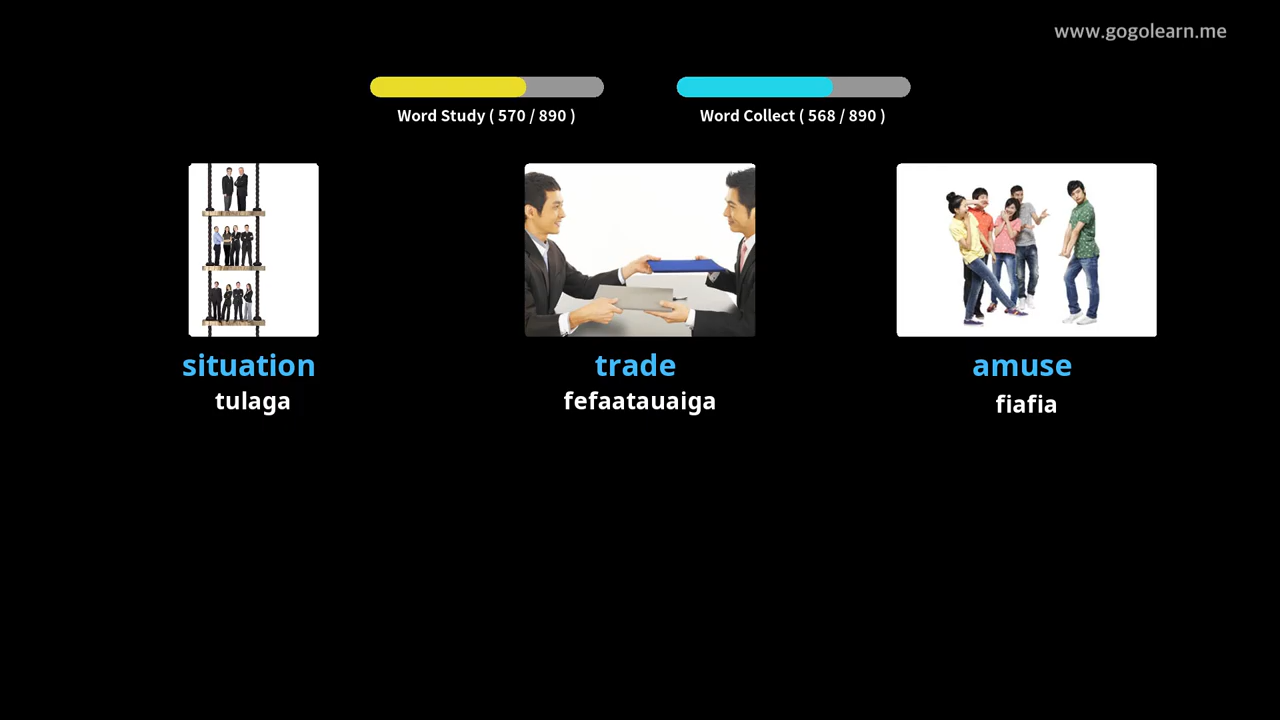 www.gogolearn.me
Word Study ( 570 / 890 )
Word Collect ( 568 / 890 )
situation
tulaga
trade
fefaatauaiga
amuse
fiafia